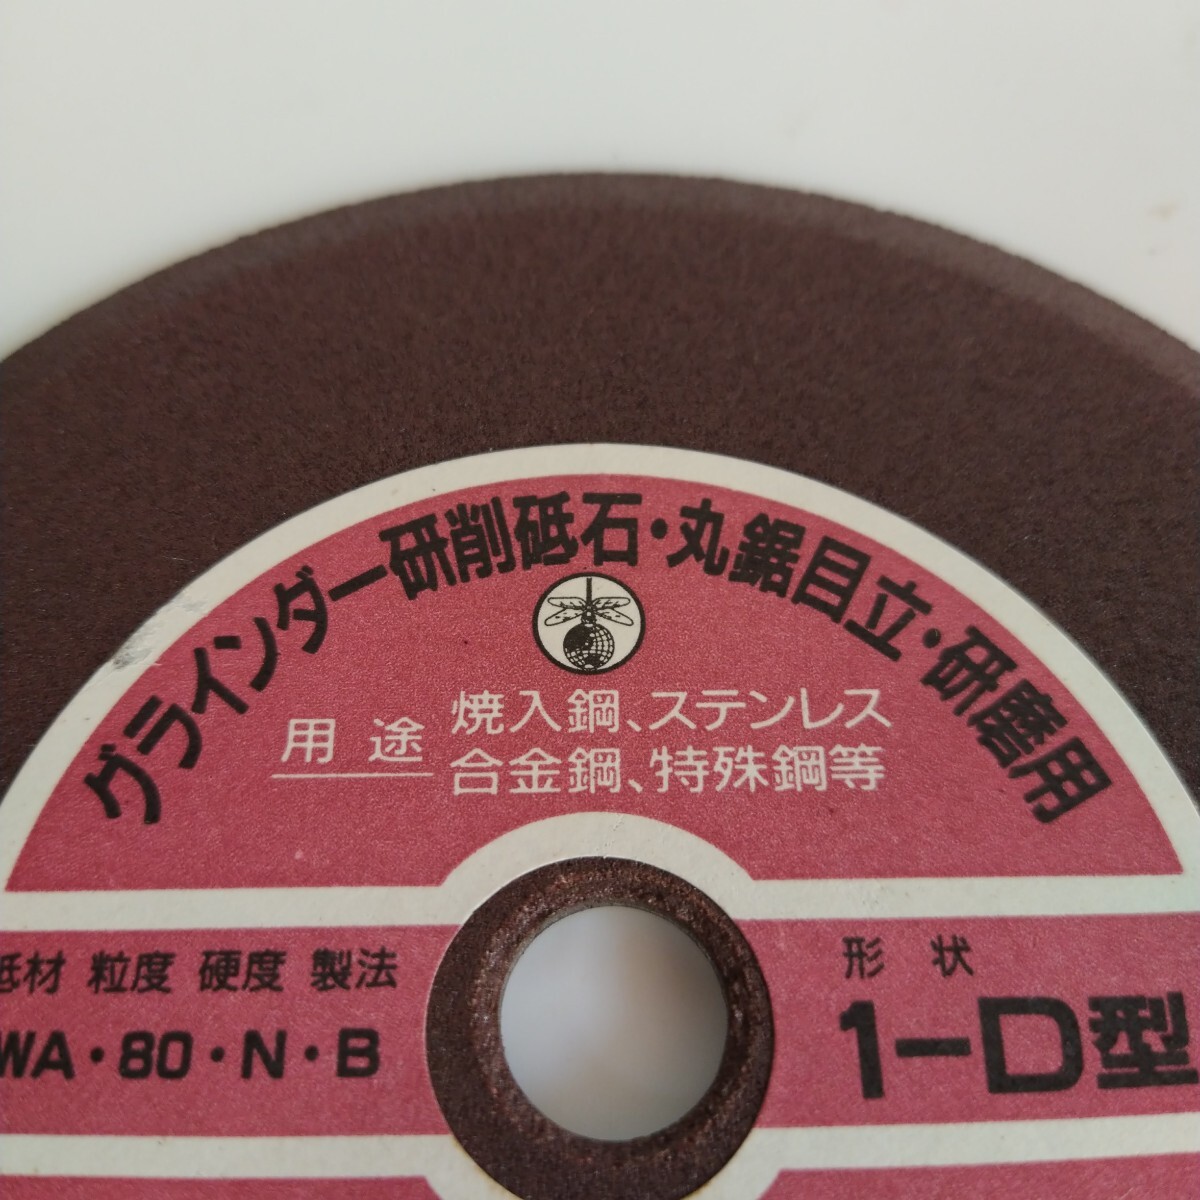 グラインダー研削砥石・丸鋸目立・研磨用
用途 焼入鋼、ステンレス
合金鋼、特殊鋼等
砥材 粒度 硬度 製法
WA・80・N・B
形状
1-D型